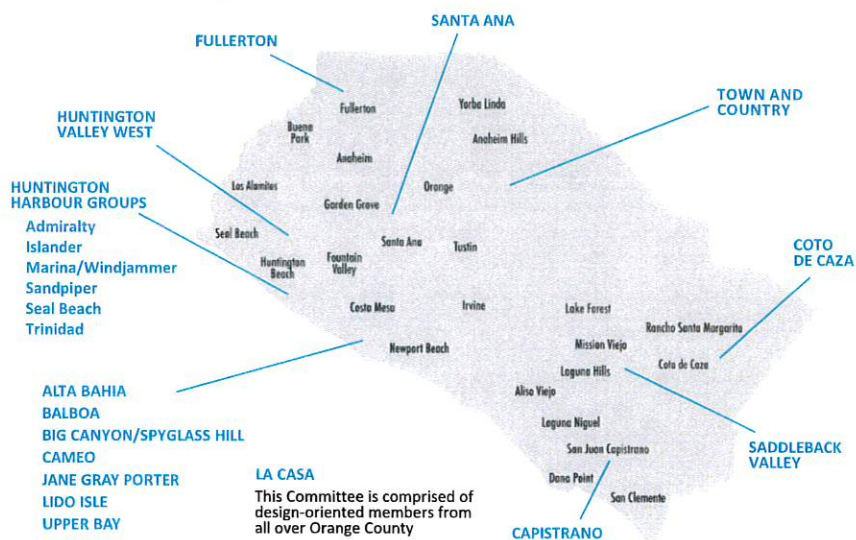 SANTA ANA
FULLERTON
TOWN AND
COUNTRY
HUNTINGTON
VALLEY WEST
HUNTINGTON
HARBOUR GROUPS
Admiralty
Islander
Marina/Windjammer
Sandpiper
Seal Beach
Trinidad
COTO
DE CAZA
Fullerton
Yorba Linda
Buena
Park
Anaheim Hills
Anaheim
Los Alamitos
Orange
Garden Grove
Seal Beach
Santa Ana
Tustin
Huntington
Beach
Fountain
Valley
Costa Mesa
Irvine
Lake Forest
Rancho Santa Margarita
Newport Beach
Mission Viejo
Coto de Caza
Laguna Hills
Aliso Viejo
Laguna Niguel
San Juan Capistrano
Dana Point
San Clemente
ALTA BAHIA
BALBOA
BIG CANYON/SPYGLASS HILL
CAMEO
JANE GRAY PORTER
LIDO ISLE
UPPER BAY
LA CASA
This Committee is comprised of
design-oriented members from
all over Orange County
SADDLEBACK
VALLEY
CAPISTRANO